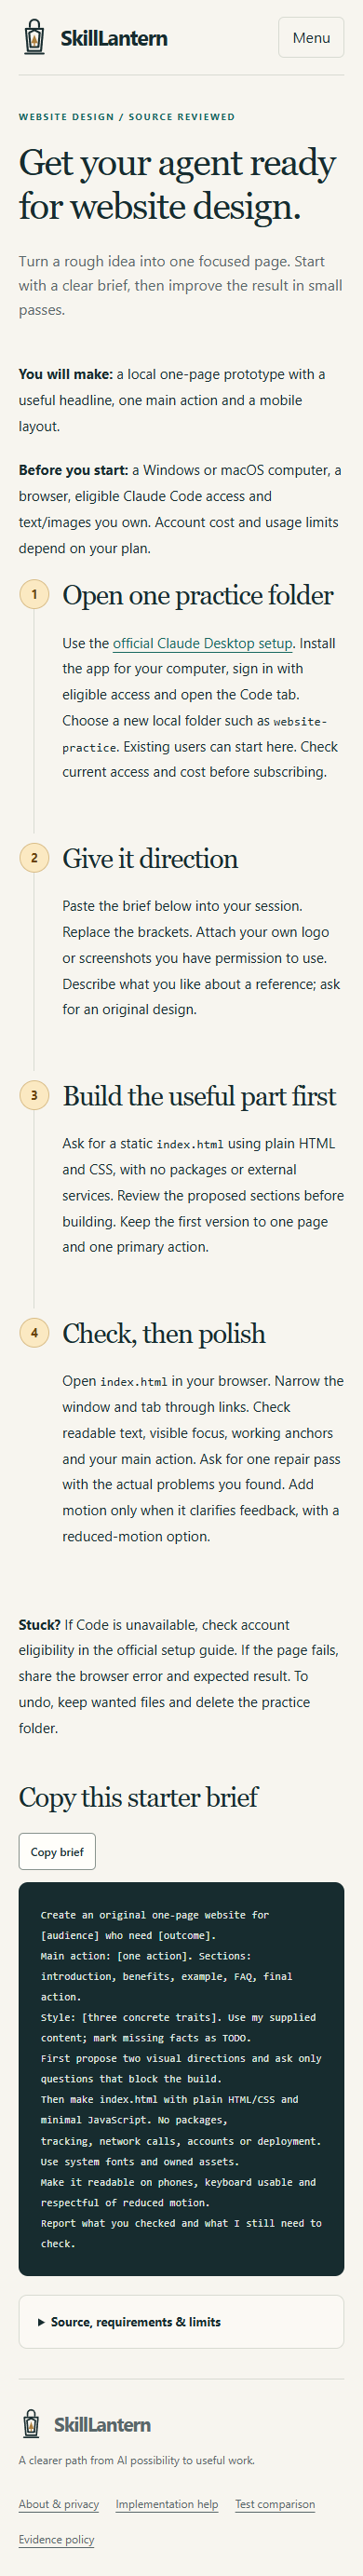 SkillLantern
Menu
WEBSITE DESIGN / SOURCE REVIEWED
Get your agent ready
for website design.
Turn a rough idea into one focused page. Start
with a clear brief, then improve the result in small
passes.
You will make: a local one-page prototype with a
useful headline, one main action and a mobile
layout.
Before you start: a Windows or macOS computer, a
browser, eligible Claude Code access and
text/images you own. Account cost and usage limits
depend on your plan.
1
Open one practice folder
Use the official Claude Desktop setup. Install
the app for your computer, sign in with
eligible access and open the Code tab.
Choose a new local folder such as website-
practice. Existing users can start here. Check
current access and cost before subscribing.
2
Give it direction
Paste the brief below into your session.
Replace the brackets. Attach your own logo
or screenshots you have permission to use.
Describe what you like about a reference; ask
for an original design.
3
Build the useful part first
Ask for a static index.html using plain HTML
and CSS, with no packages or external
services. Review the proposed sections before
building. Keep the first version to one page
and one primary action.
4
Check, then polish
Open index.html in your browser. Narrow the
window and tab through links. Check
readable text, visible focus, working anchors
and your main action. Ask for one repair pass
with the actual problems you found. Add
motion only when it clarifies feedback, with a
reduced-motion option.
Stuck? If Code is unavailable, check account
eligibility in the official setup guide. If the page fails,
share the browser error and expected result. To
undo, keep wanted files and delete the practice
folder.
Copy this starter brief
Copy brief
Create an original one-page website for
[audience] who need [outcome].
Main action: [one action]. Sections:
introduction, benefits, example, FAQ, final
action.
Style: [three concrete traits]. Use my supplied
content; mark missing facts as TODO.
First propose two visual directions and ask only
questions that block the build.
Then make index.html with plain HTML/CSS and
minimal JavaScript. No packages,
tracking, network calls, accounts or deployment.
Use system fonts and owned assets.
Make it readable on phones, keyboard usable and
respectful of reduced motion.
Report what you checked and what I still need to
check.
Source, requirements & limits
SkillLantern
A clearer path from AI possibility to useful work.
About & privacy Implementation help Test comparison
Evidence policy